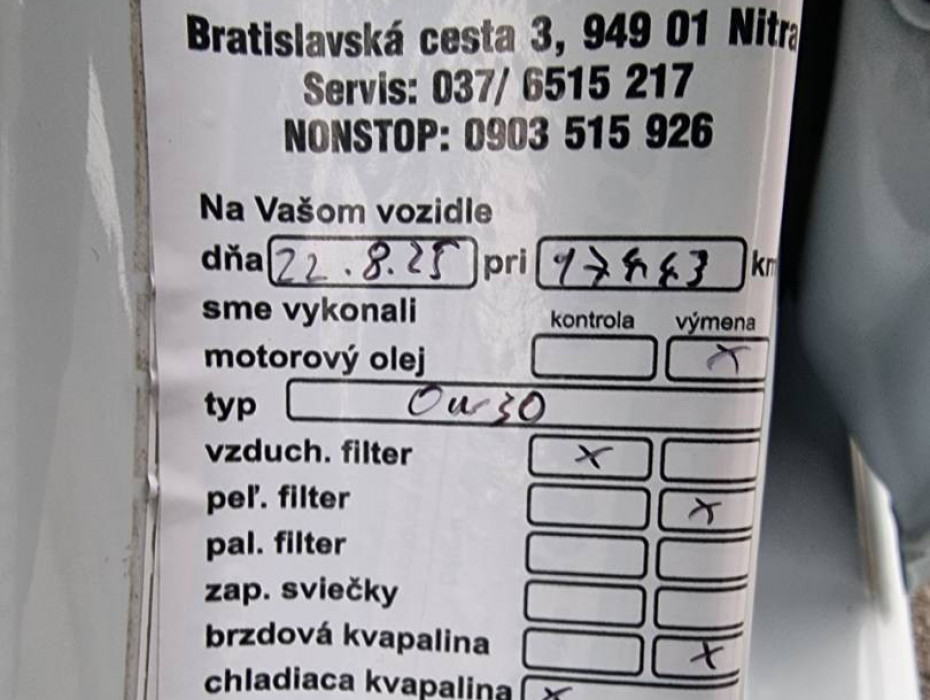 Bratislavská cesta 3, 949 01 Nitra
Servis: 037/ 6515 217
NONSTOP: 0903 515 926
Na Vašom vozidle
dňa 22.8.25 pri km
sme vykonali kontrola výmena
motorový olej x
typ 0w30
vzduch. filter x
peľ. filter x
pal. filter
zap. sviečky
brzdová kvapalina x
chladiaca kvapalina x